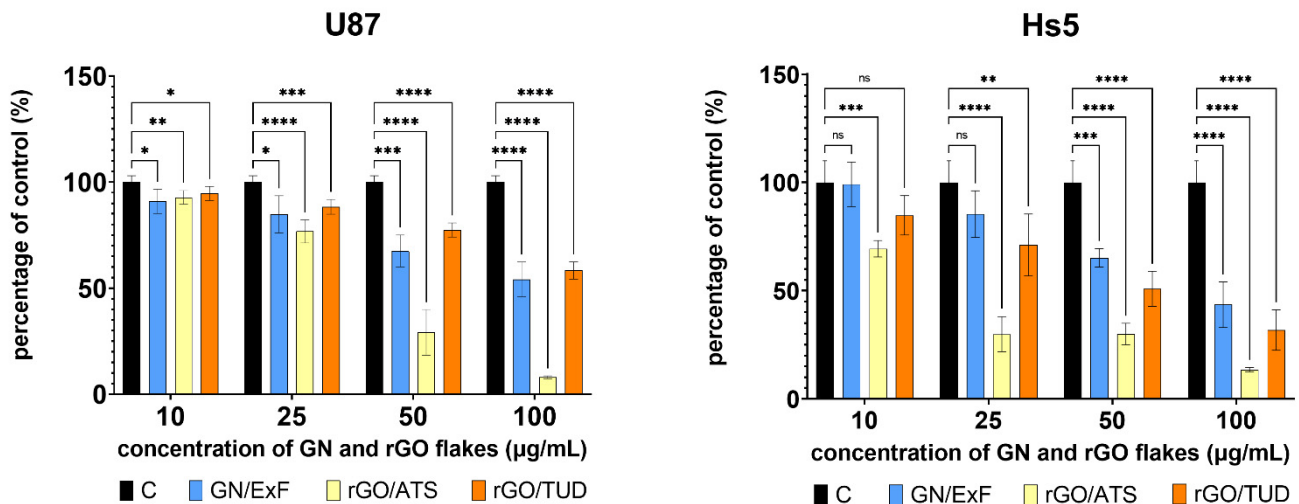 U87
percentage of control (%)
150
100
50
0
* ** *
* **** ***
*** **** ****
**** **** ****
10 25 50 100
concentration of GN and rGO flakes (µg/mL)
C GN/ExF rGO/ATS rGO/TUD
Hs5
percentage of control (%)
150
100
50
0
ns *** ns
ns **** **
*** **** ****
**** **** ****
10 25 50 100
concentration of GN and rGO flakes (µg/mL)
C GN/ExF rGO/ATS rGO/TUD